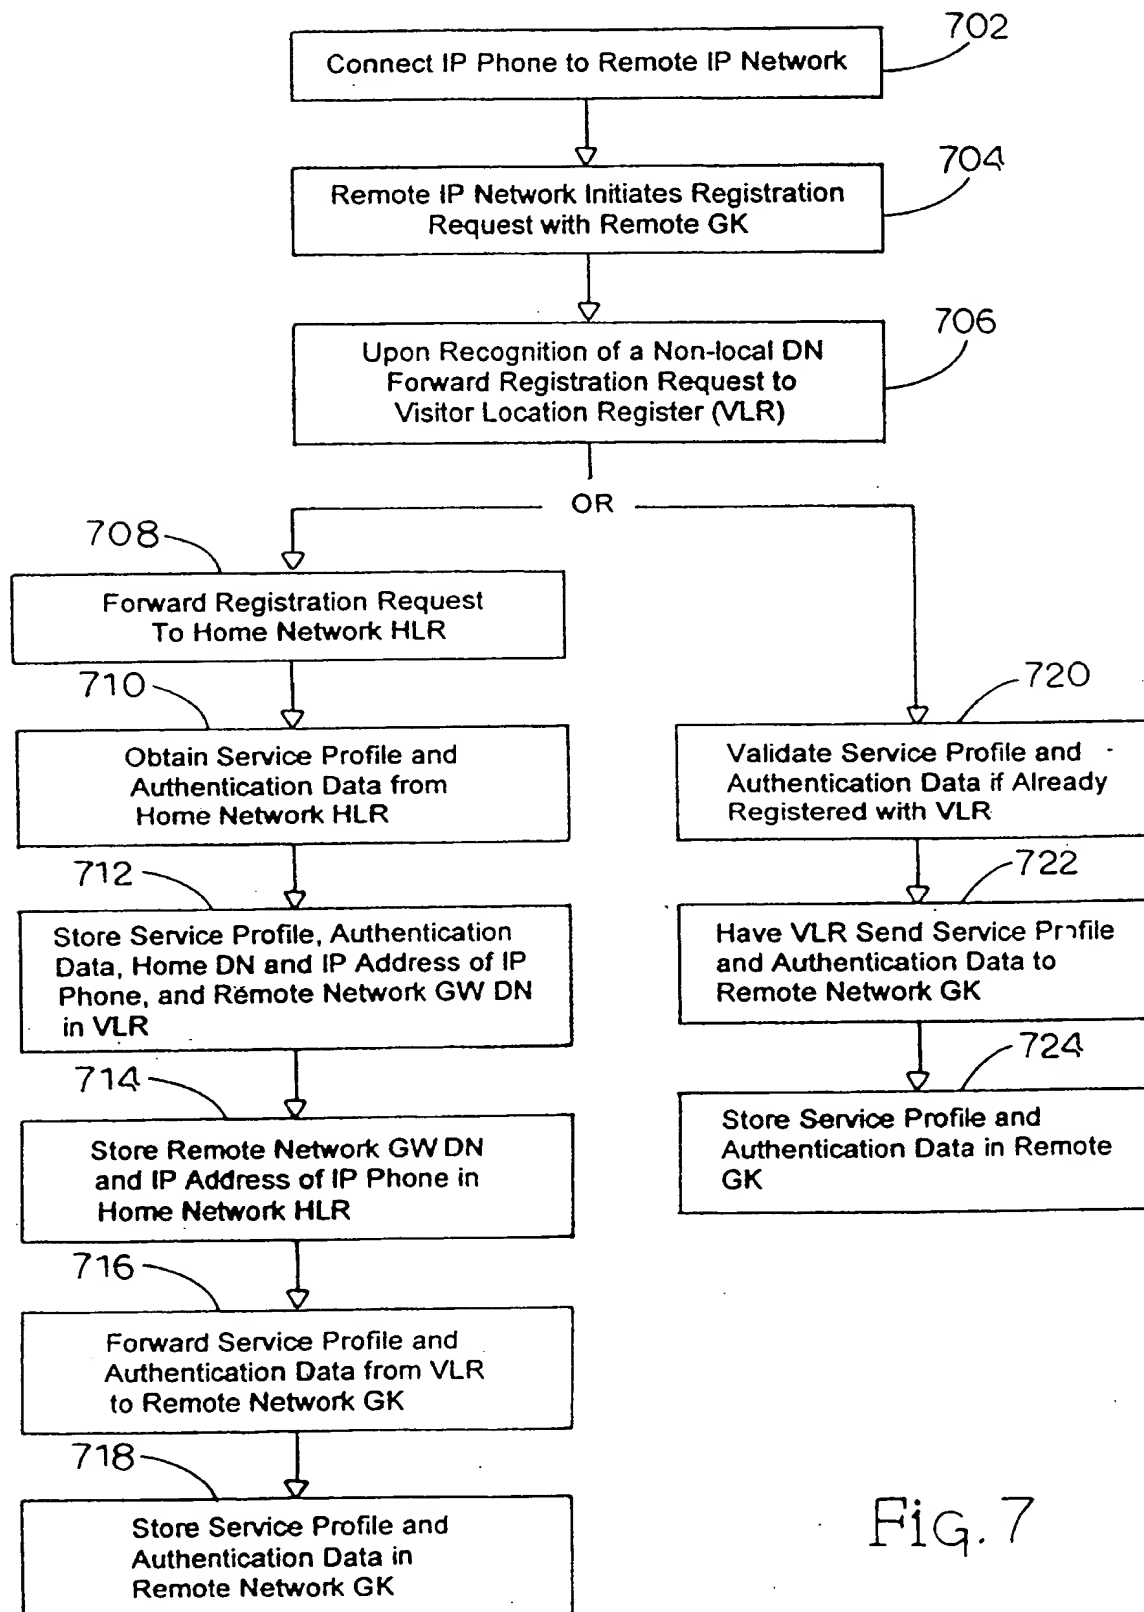 702
Connect IP Phone to Remote IP Network
704
Remote IP Network Initiates Registration
Request with Remote GK
706
Upon Recognition of a Non-local DN
Forward Registration Request to
Visitor Location Register (VLR)
OR
708
Forward Registration Request
To Home Network HLR
710
Obtain Service Profile and
Authentication Data from
Home Network HLR
712
Store Service Profile, Authentication
Data, Home DN and IP Address of IP
Phone, and Remote Network GW DN
in VLR
714
Store Remote Network GW DN
and IP Address of IP Phone in
Home Network HLR
716
Forward Service Profile and
Authentication Data from VLR
to Remote Network GK
718
Store Service Profile and
Authentication Data in
Remote Network GK
720
Validate Service Profile and
Authentication Data if Already
Registered with VLR
722
Have VLR Send Service Profile
and Authentication Data to
Remote Network GK
724
Store Service Profile and
Authentication Data in Remote
GK
Fig. 7